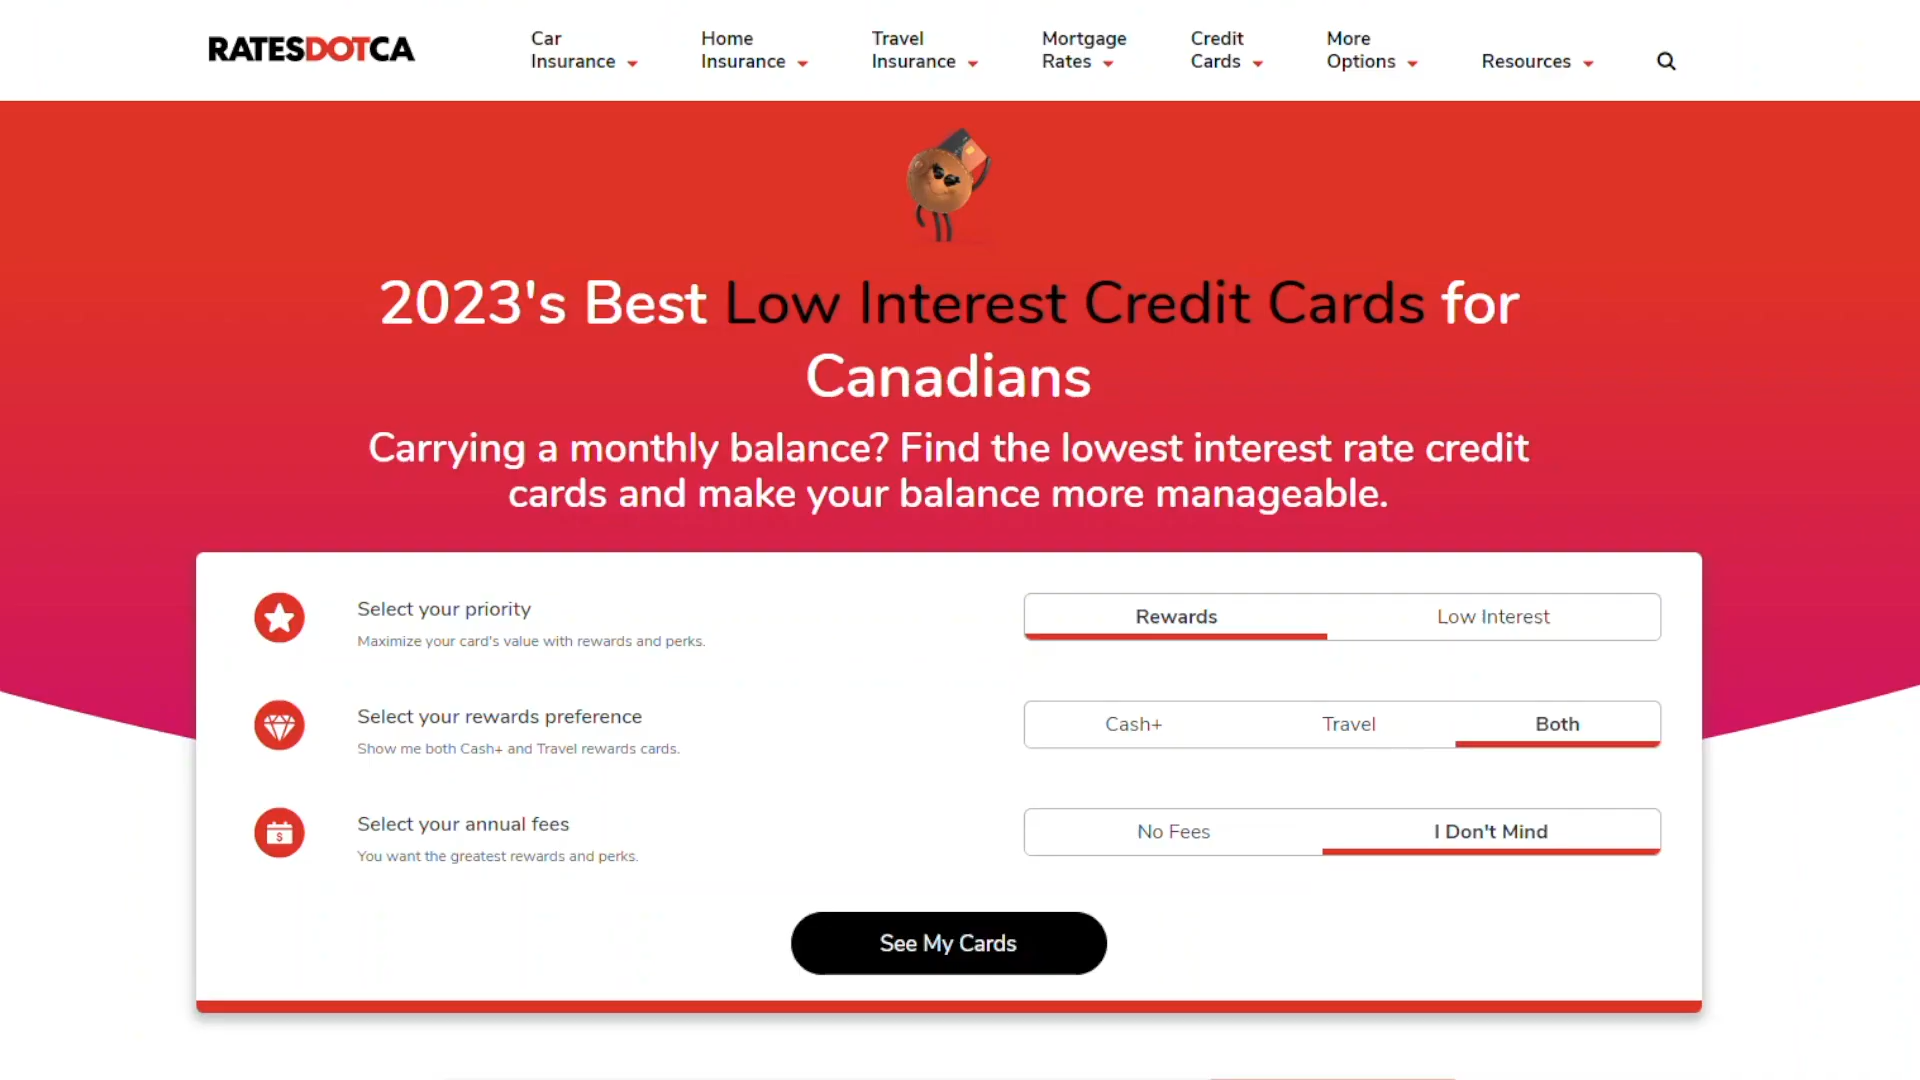 RATESDOTCA
Car
Insurance
Home
Insurance
Travel
Insurance
Mortgage
Rates
Credit
Cards
More
Options
Resources
2023's Best Low Interest Credit Cards for
Canadians
Carrying a monthly balance? Find the lowest interest rate credit
cards and make your balance more manageable.
Select your priority
Maximize your card's value with rewards and perks.
Rewards
Low Interest
Select your rewards preference
Show me both Cash+ and Travel rewards cards.
Cash+
Travel
Both
Select your annual fees
You want the greatest rewards and perks.
No Fees
I Don't Mind
See My Cards